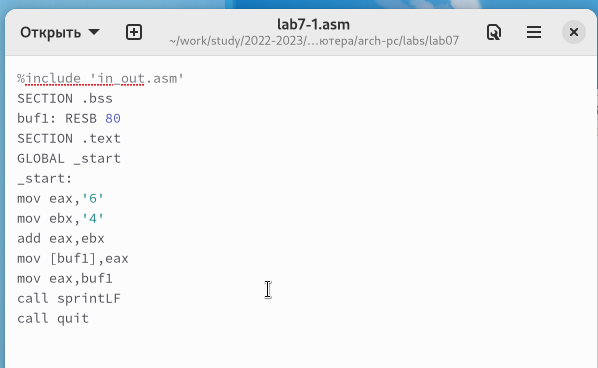 Открыть
lab7-1.asm
~/work/study/2022-2023/…ютера/arch-pc/labs/lab07
%include 'in_out.asm'
SECTION .bss
buf1: RESB 80
SECTION .text
GLOBAL _start
_start:
mov eax,'6'
mov ebx,'4'
add eax,ebx
mov [buf1],eax
mov eax,buf1
call sprintLF
call quit